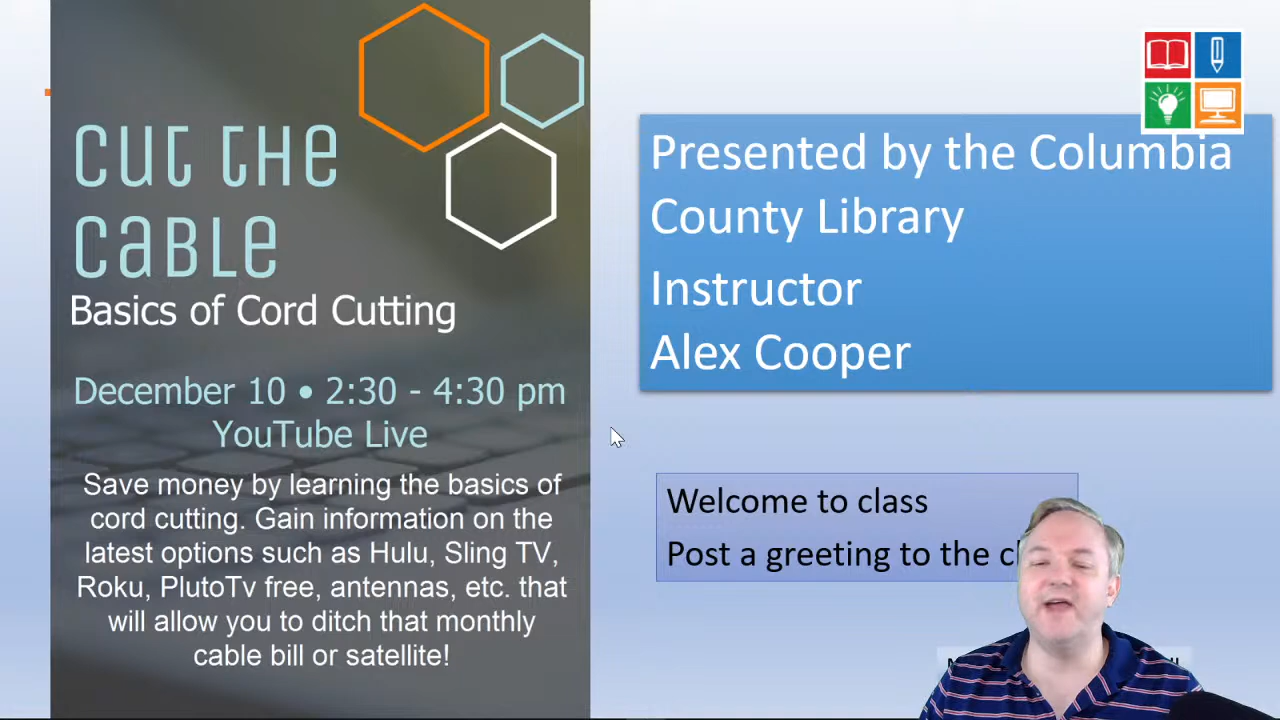 Cut the
Cable
Basics of Cord Cutting
December 10 • 2:30 - 4:30 pm
YouTube Live
Save money by learning the basics of
cord cutting. Gain information on the
latest options such as Hulu, Sling TV,
Roku, PlutoTv free, antennas, etc. that
will allow you to ditch that monthly
cable bill or satellite!
Presented by the Columbia
County Library
Instructor
Alex Cooper
Welcome to class
Post a greeting to the